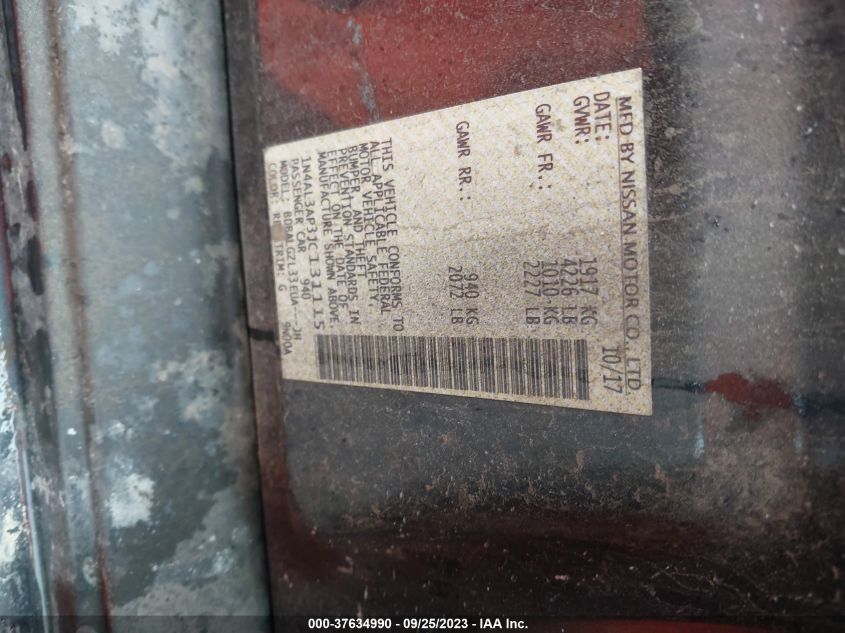 MFD BY NISSAN MOTOR CO., LTD.
DATE: 10/17
GVWR: 1917 KG
4226 LB
GAWR FR.: 1010 KG
2227 LB
GAWR RR.: 940 KG
2072 LB
THIS VEHICLE CONFORMS TO
ALL APPLICABLE FEDERAL
MOTOR VEHICLE SAFETY,
BUMPER, AND THEFT
PREVENTION STANDARDS IN
EFFECT ON THE DATE OF
MANUFACTURE SHOWN ABOVE.
1N4AL3AP3JC131115
PASSENGER CAR 940
MODEL: JH
COLOR: TRIM: G 9W00A
000-37634990 - 09/25/2023 - IAA Inc.